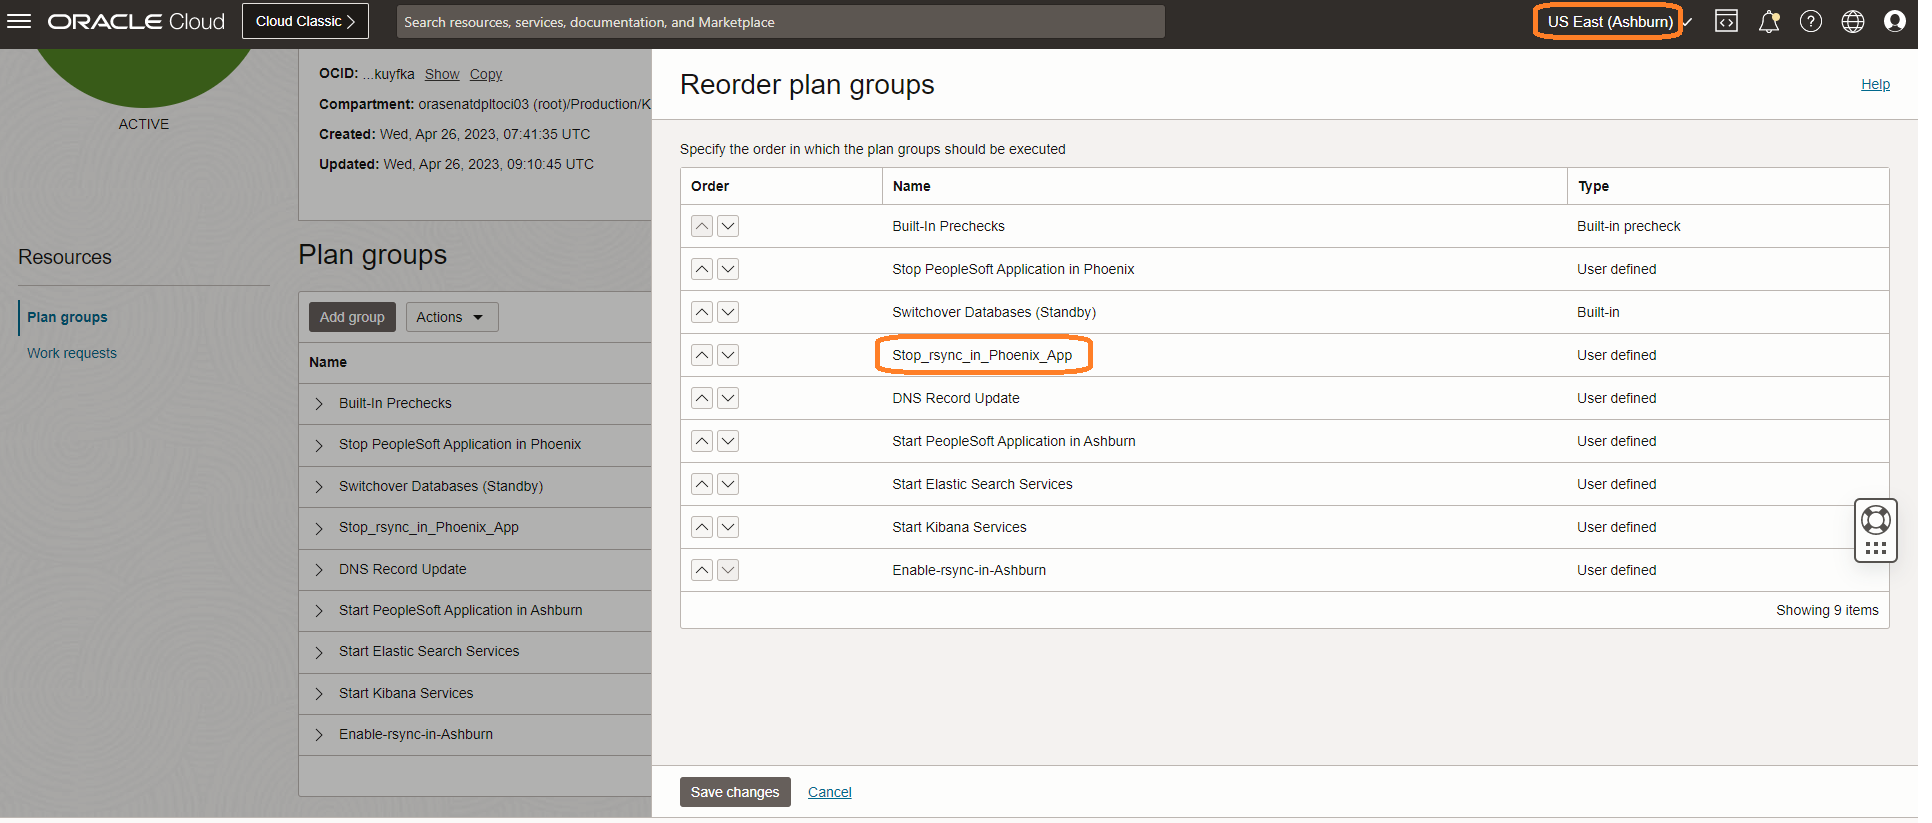 ORACLE Cloud
Cloud Classic
Search resources, services, documentation, and Marketplace
US East (Ashburn)
ACTIVE
OCID: ...kuyfka Show Copy
Compartment: orasenatdpltoci03 (root)/Production/K
Created: Wed, Apr 26, 2023, 07:41:35 UTC
Updated: Wed, Apr 26, 2023, 09:10:45 UTC
Resources
Plan groups
Work requests
Plan groups
Add group Actions
Name
Built-In Prechecks
Stop PeopleSoft Application in Phoenix
Switchover Databases (Standby)
Stop_rsync_in_Phoenix_App
DNS Record Update
Start PeopleSoft Application in Ashburn
Start Elastic Search Services
Start Kibana Services
Enable-rsync-in-Ashburn
Reorder plan groups
Help
Specify the order in which the plan groups should be executed
Order Name Type
Built-In Prechecks Built-in precheck
Stop PeopleSoft Application in Phoenix User defined
Switchover Databases (Standby) Built-in
Stop_rsync_in_Phoenix_App User defined
DNS Record Update User defined
Start PeopleSoft Application in Ashburn User defined
Start Elastic Search Services User defined
Start Kibana Services User defined
Enable-rsync-in-Ashburn User defined
Showing 9 items
Save changes Cancel